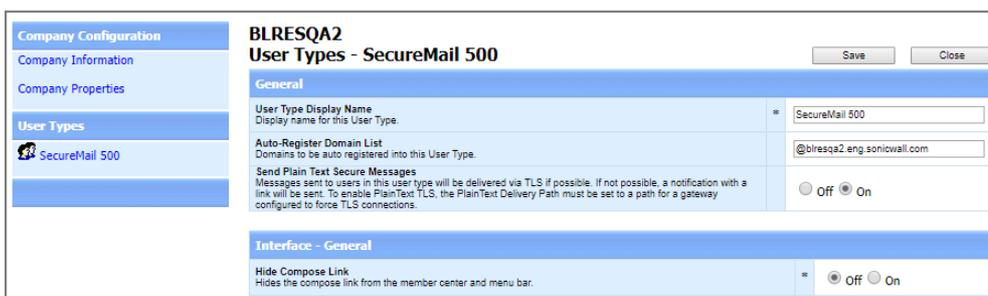 Company Configuration
Company Information
Company Properties
User Types
SecureMail 500
BLRESQA2
User Types - SecureMail 500
Save
Close
General
User Type Display Name
Display name for this User Type.
*
SecureMail 500
Auto-Register Domain List
Domains to be auto registered into this User Type.
@blresqa2.eng.sonicwall.com
Send Plain Text Secure Messages
Messages sent to users in this user type will be delivered via TLS if possible. If not possible, a notification with a
link will be sent. To enable PlainText TLS, the PlainText Delivery Path must be set to a path for a gateway
configured to force TLS connections.
Off On
Interface - General
Hide Compose Link
Hides the compose link from the member center and menu bar.
*
Off On